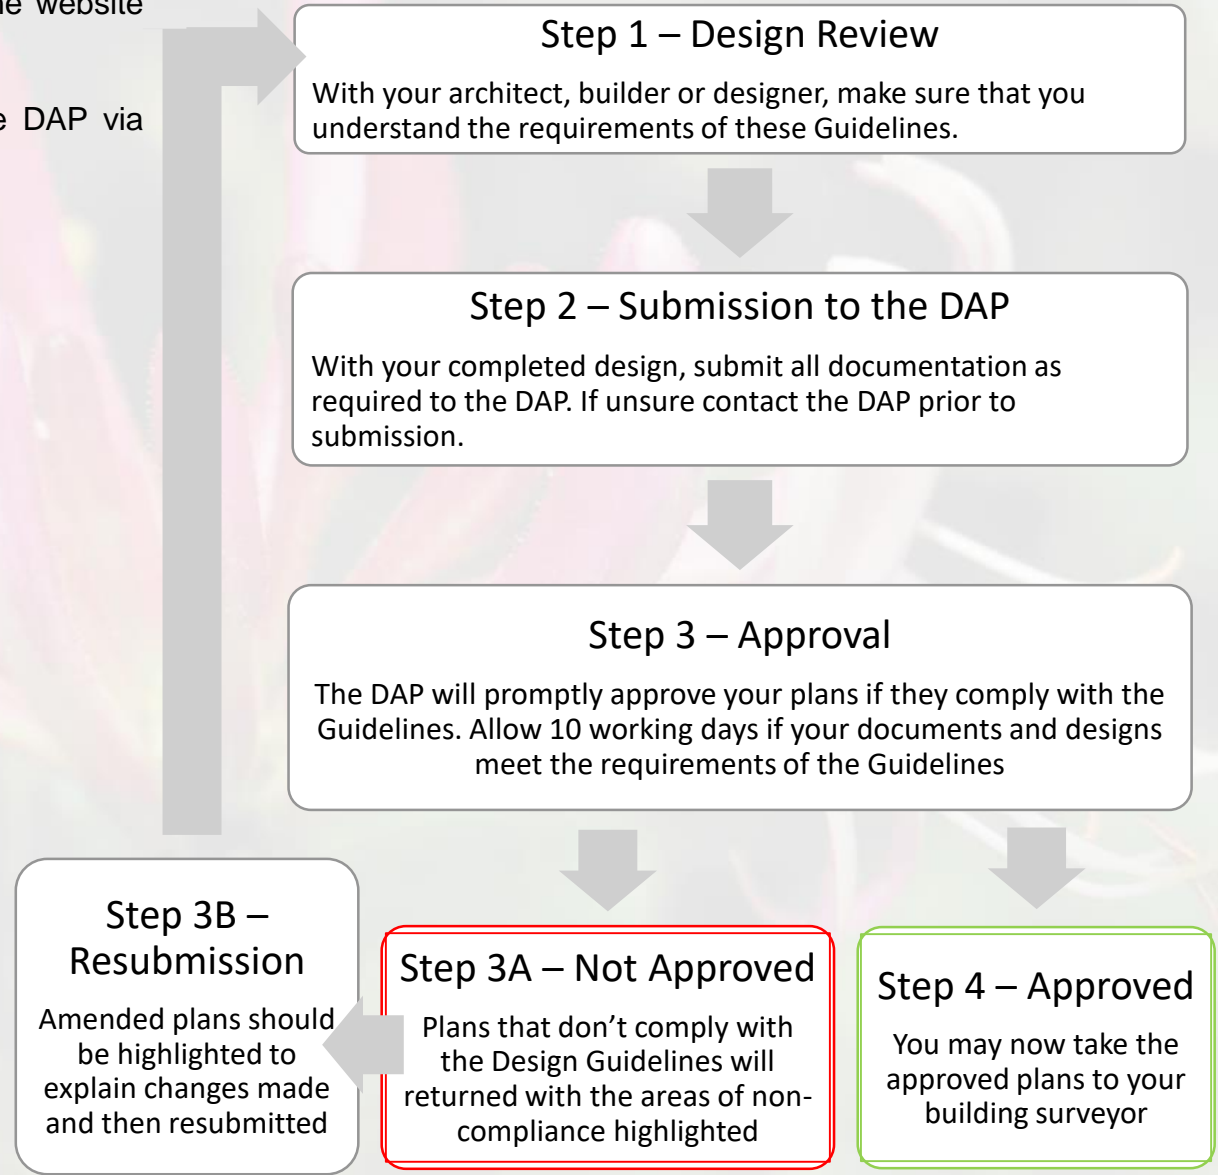 ne website
e DAP via
Step 1 – Design Review
With your architect, builder or designer, make sure that you
understand the requirements of these Guidelines.
Step 2 – Submission to the DAP
With your completed design, submit all documentation as
required to the DAP. If unsure contact the DAP prior to
submission.
Step 3 – Approval
The DAP will promptly approve your plans if they comply with the
Guidelines. Allow 10 working days if your documents and designs
meet the requirements of the Guidelines
Step 3B –
Resubmission
Amended plans should
be highlighted to
explain changes made
and then resubmitted
Step 3A – Not Approved
Plans that don’t comply with
the Design Guidelines will
returned with the areas of non-
compliance highlighted
Step 4 – Approved
You may now take the
approved plans to your
building surveyor